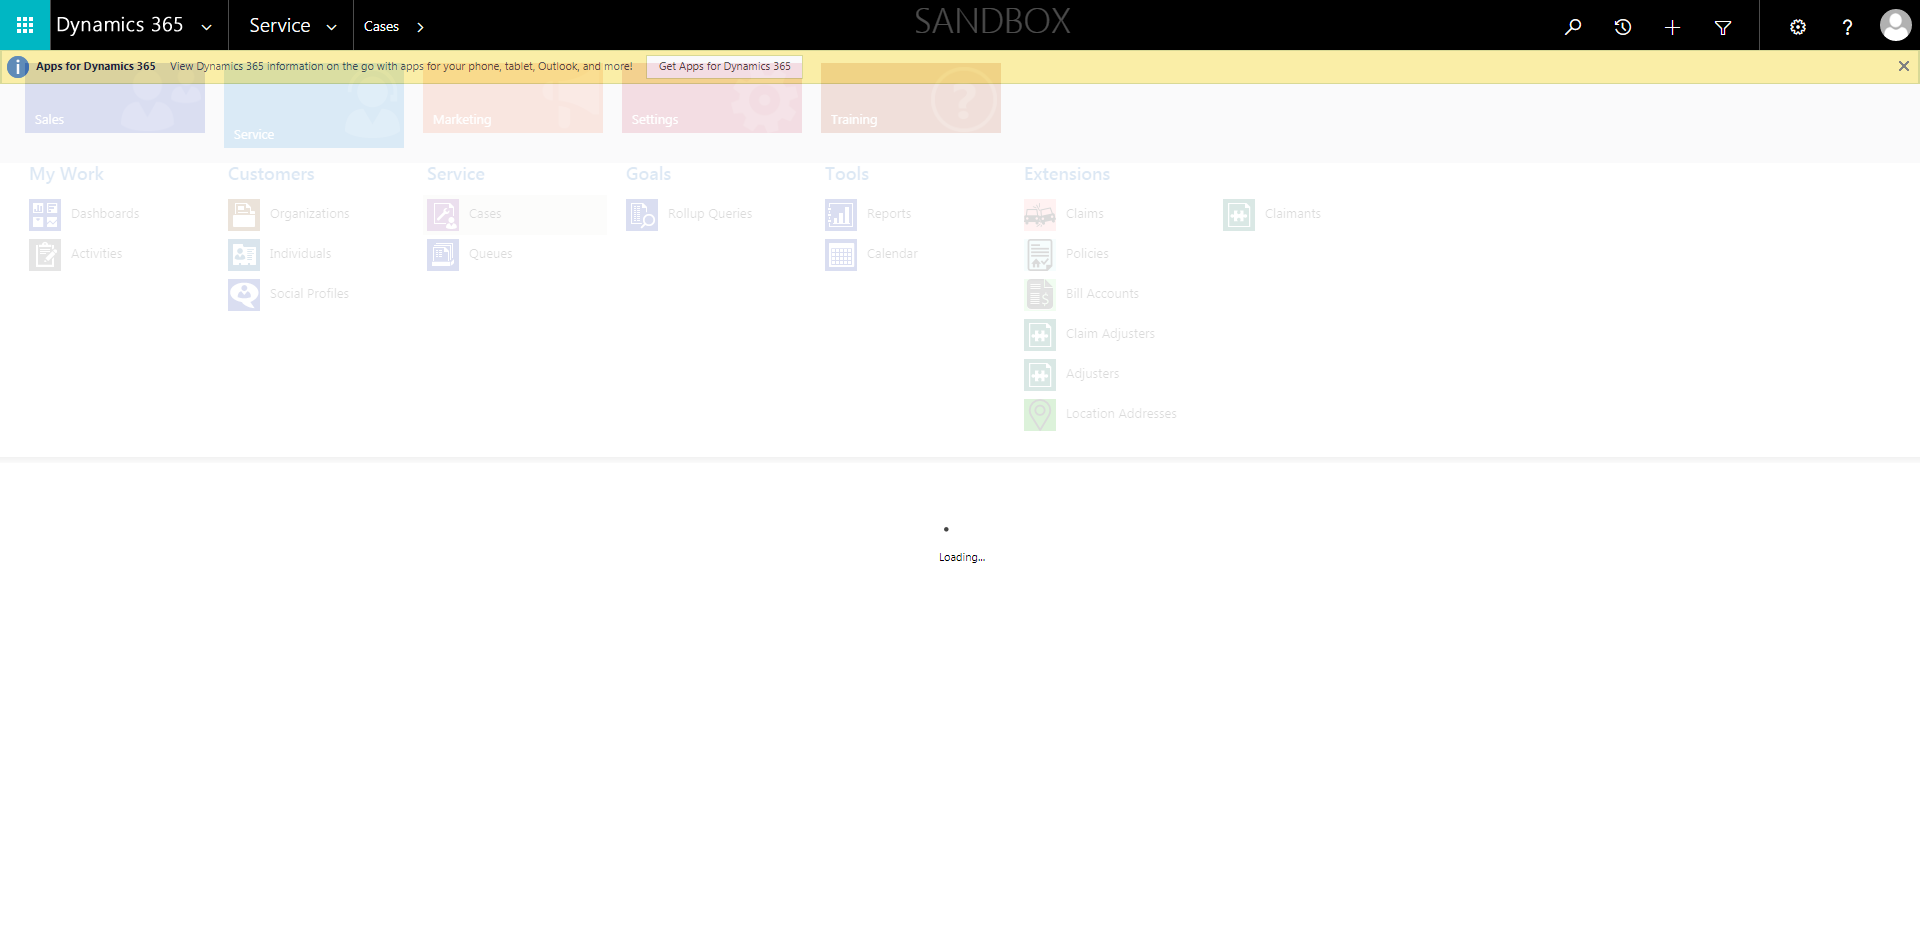 Dynamics 365
Service
Cases
SANDBOX
?
Apps for Dynamics 365 View Dynamics 365 information on the go with apps for your phone, tablet, Outlook, and more! Get Apps for Dynamics 365
Sales
Service
Marketing
Settings
Training
My Work
Dashboards
Activities
Customers
Organizations
Individuals
Social Profiles
Service
Cases
Queues
Goals
Rollup Queries
Tools
Reports
Calendar
Extensions
Claims
Policies
Bill Accounts
Claim Adjusters
Adjusters
Location Addresses
Claimants
Loading...